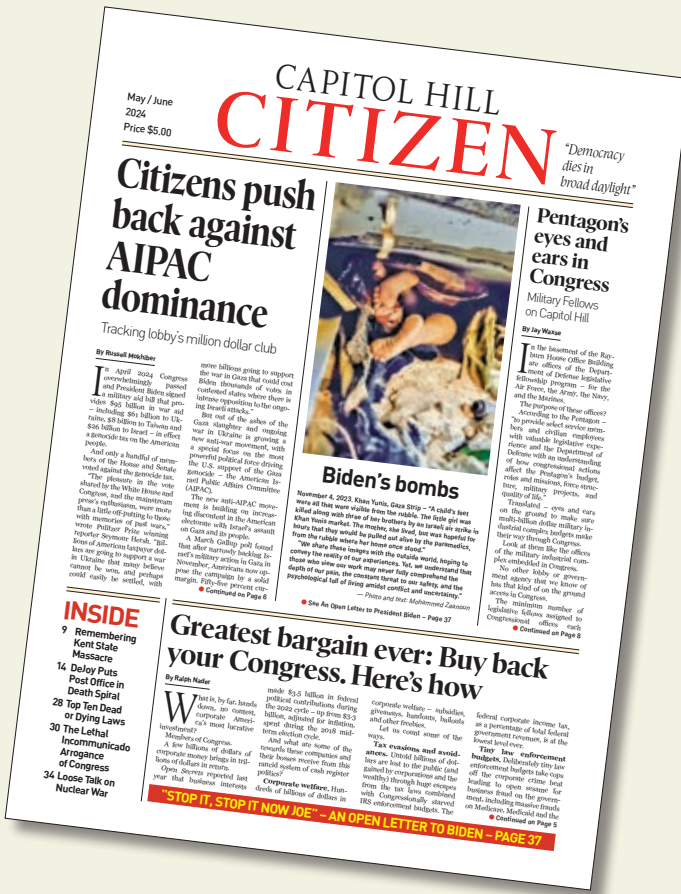 May / June
2024
Price $5.00
CAPITOL HILL
CITIZEN
“Democracy
dies in
broad daylight”
Citizens push
back against
AIPAC
dominance
Tracking lobby’s million dollar club
By Russell Mokhiber
In April 2024 Congress
overwhelmingly passed
and President Biden signed
a military aid bill that pro-
vides $95 billion in war aid
– including $61 billion to Uk-
raine, $8 billion to Taiwan and
$26 billion to Israel – in effect
a genocide tax on the American
people.
And only a handful of mem-
bers of the House and Senate
voted against the genocide tax.
“The pleasure in the vote
shared by the White House and
Congress, and the mainstream
press’s enthusiasm, were more
than a little off-putting to those
with memories of past wars,”
wrote Pulitzer Prize winning
reporter Seymour Hersh. “Bil-
lions of American taxpayer dol-
lars are going to support a war
in Ukraine that many believe
cannot be won, and perhaps
could easily be settled, with
more billions going to support
the war in Gaza that could cost
Biden thousands of votes in
contested states where there is
intense opposition to the ongo-
ing Israeli attacks.”
But out of the ashes of the
Gaza slaughter and ongoing
war in Ukraine is growing a
new anti-war movement, with
a special focus on the most
powerful political force driving
the U.S. support of the Gaza
genocide – the American Is-
rael Public Affairs Committee
(AIPAC).
The new anti-AIPAC move-
ment is building on increas-
ing discontent in the American
electorate with Israel’s assault
on Gaza and its people.
A March Gallup poll found
that after narrowly backing Is-
rael’s military action in Gaza in
November, Americans now op-
pose the campaign by a solid
margin. Fifty-five percent cur-
● Continued on Page 6
Biden’s bombs
November 4, 2023, Khan Yunis, Gaza Strip – “A child’s feet
were all that were visible from the rubble. The little girl was
killed along with three of her brothers by an Israeli air strike in
Khan Yunis market. The mother, she lived, but was hopeful for
hours that they would be pulled out alive by the paramedics,
from the rubble where her home once stood.”
“We share these images with the outside world, hoping to
convey the reality of our experiences. Yet, we understand that
those who view our work may never fully comprehend the
depth of our pain, the constant threat to our safety, and the
psychological toll of living amidst conflict and uncertainty.”
— Photo and text: Mohammed Zaanoun
● See An Open Letter to President Biden – Page 37
Pentagon’s
eyes and
ears in
Congress
Military Fellows
on Capitol Hill
By Jay Waxse
In the basement of the Ray-
burn House Office Building
are offices of the Depart-
ment of Defense legislative
fellowship program – for the
Air Force, the Army, the Navy,
and the Marines.
The purpose of these offices?
According to the Pentagon –
“to provide select service mem-
bers and civilian employees
with valuable legislative expe-
rience and the Department of
Defense with an understanding
of how congressional actions
affect the Pentagon’s budget,
roles and missions, force struc-
ture, military projects, and
quality of life.”
Translated – eyes and ears
on the ground to make sure
multi-billion dollar military in-
dustrial complex budgets make
their way through Congress.
Look at them like the offices
of the military industrial com-
plex embedded in Congress.
No other lobby or govern-
ment agency that we know of
has that kind of on the ground
access in Congress.
The minimum number of
legislative fellows assigned to
Congressional offices each
● Continued on Page 8
INSIDE
9 Remembering
Kent State
Massacre
14 DeJoy Puts
Post Office in
Death Spiral
28 Top Ten Dead
or Dying Laws
30 The Lethal
Incommunicado
Arrogance
of Congress
34 Loose Talk on
Nuclear War
Greatest bargain ever: Buy back
your Congress. Here’s how
By Ralph Nader
What is, by far, hands
down, no contest,
corporate Ameri-
ca’s most lucrative
investment?
Members of Congress.
A few billions of dollars of
corporate money brings in tril-
lions of dollars in return.
Open Secrets reported last
year that business interests
made $3.5 billion in federal
political contributions during
the 2022 cycle – up from $3.3
billion, adjusted for inflation,
spent during the 2018 mid-
term election cycle.
And what are some of the
rewards these companies and
their bosses receive from this
rancid system of cash register
politics?
Corporate welfare. Hun-
dreds of billions of dollars in
corporate welfare – subsidies,
giveaways, handouts, bailouts
and other freebies.
Let us count some of the
ways.
Tax evasions and avoid-
ances. Untold billions of dol-
lars are lost to the public (and
gained by corporations and the
wealthy) through huge escapes
from the tax laws combined
with Congressionally starved
IRS enforcement budgets. The
federal corporate income tax,
as a percentage of total federal
government revenues, is at the
lowest level ever.
Tiny law enforcement
budgets. Deliberately tiny law
enforcement budgets take cops
off the corporate crime beat
leading to open sesame for
business fraud on the govern-
ment, including massive frauds
on Medicare, Medicaid and the
● Continued on Page 5
“STOP IT, STOP IT NOW JOE” – AN OPEN LETTER TO BIDEN – PAGE 37